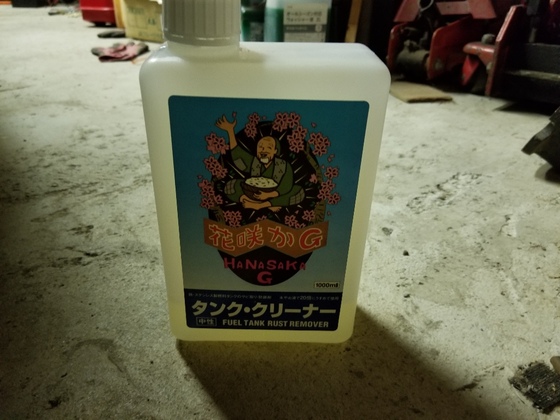 花咲かG
HANASAKA
G
1000ml
タンク・クリーナー
中性 FUEL TANK RUST REMOVER